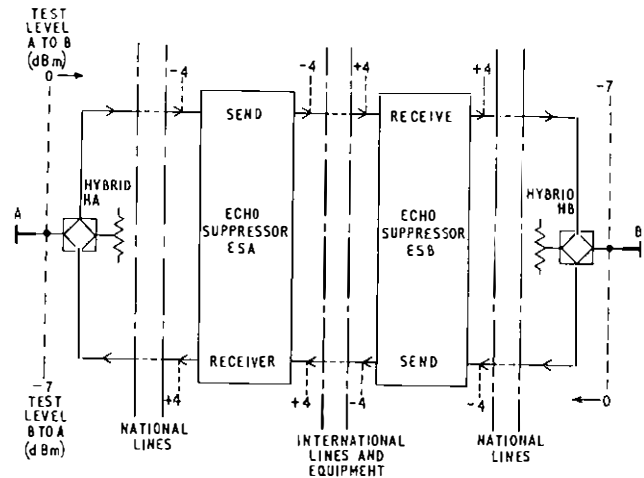 TEST
LEVEL
A TO B
(dBm)
0
-4
-4
+4
+4
-7
SEND
RECEIVE
HYBRID
HA
A
ECHO
SUPPRESSOR
ESA
ECHO
SUPPRESSOR
ESB
HYBRID
HB
B
RECEIVER
SEND
-7
TEST
LEVEL
B TO A
(dBm)
+4
+4
-4
-4
0
NATIONAL
LINES
INTERNATIONAL
LINES AND
EQUIPMENT
NATIONAL
LINES